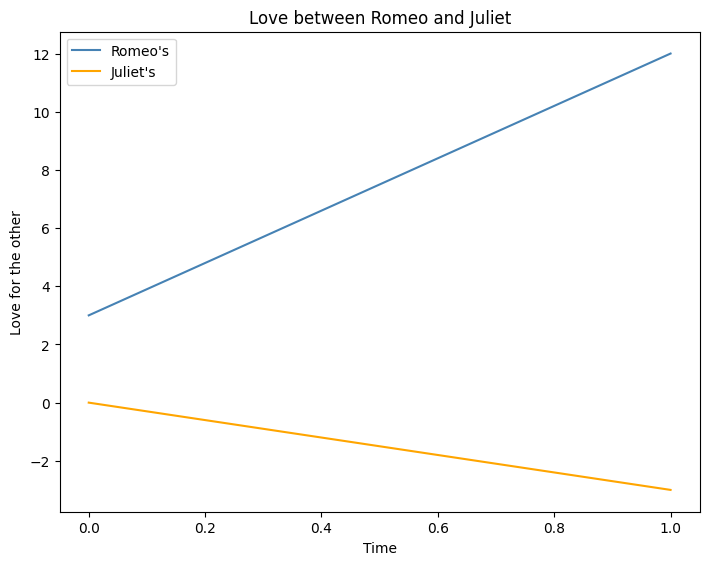 Love between Romeo and Juliet
Romeo's
Juliet's
12
10
8
6
4
2
0
−2
Love for the other
0.0 0.2 0.4 0.6 0.8 1.0
Time